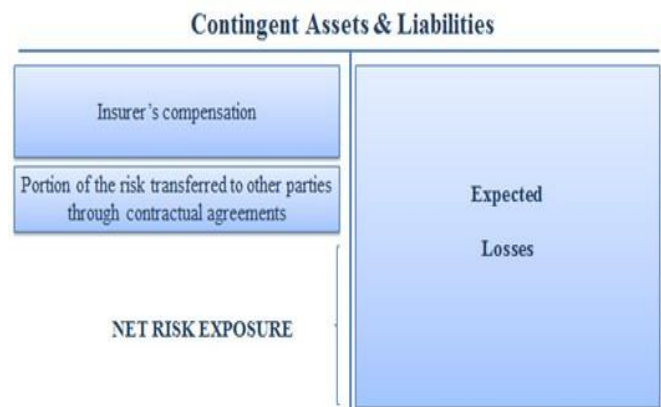 Contingent Assets & Liabilities
Insurer's compensation
Portion of the risk transferred to other parties
through contractual agreements
NET RISK EXPOSURE
Expected
Losses